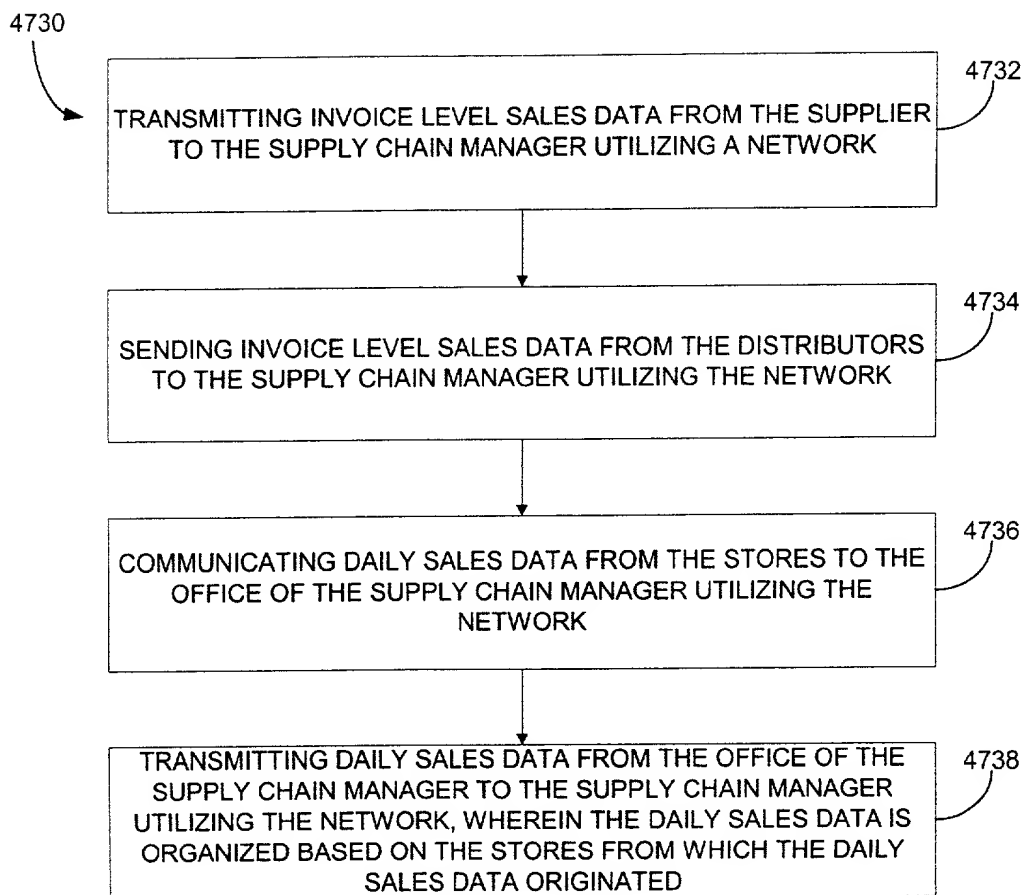 4730
4732
TRANSMITTING INVOICE LEVEL SALES DATA FROM THE SUPPLIER
TO THE SUPPLY CHAIN MANAGER UTILIZING A NETWORK
4734
SENDING INVOICE LEVEL SALES DATA FROM THE DISTRIBUTORS
TO THE SUPPLY CHAIN MANAGER UTILIZING THE NETWORK
4736
COMMUNICATING DAILY SALES DATA FROM THE STORES TO THE
OFFICE OF THE SUPPLY CHAIN MANAGER UTILIZING THE
NETWORK
4738
TRANSMITTING DAILY SALES DATA FROM THE OFFICE OF THE
SUPPLY CHAIN MANAGER TO THE SUPPLY CHAIN MANAGER
UTILIZING THE NETWORK, WHEREIN THE DAILY SALES DATA IS
ORGANIZED BASED ON THE STORES FROM WHICH THE DAILY
SALES DATA ORIGINATED